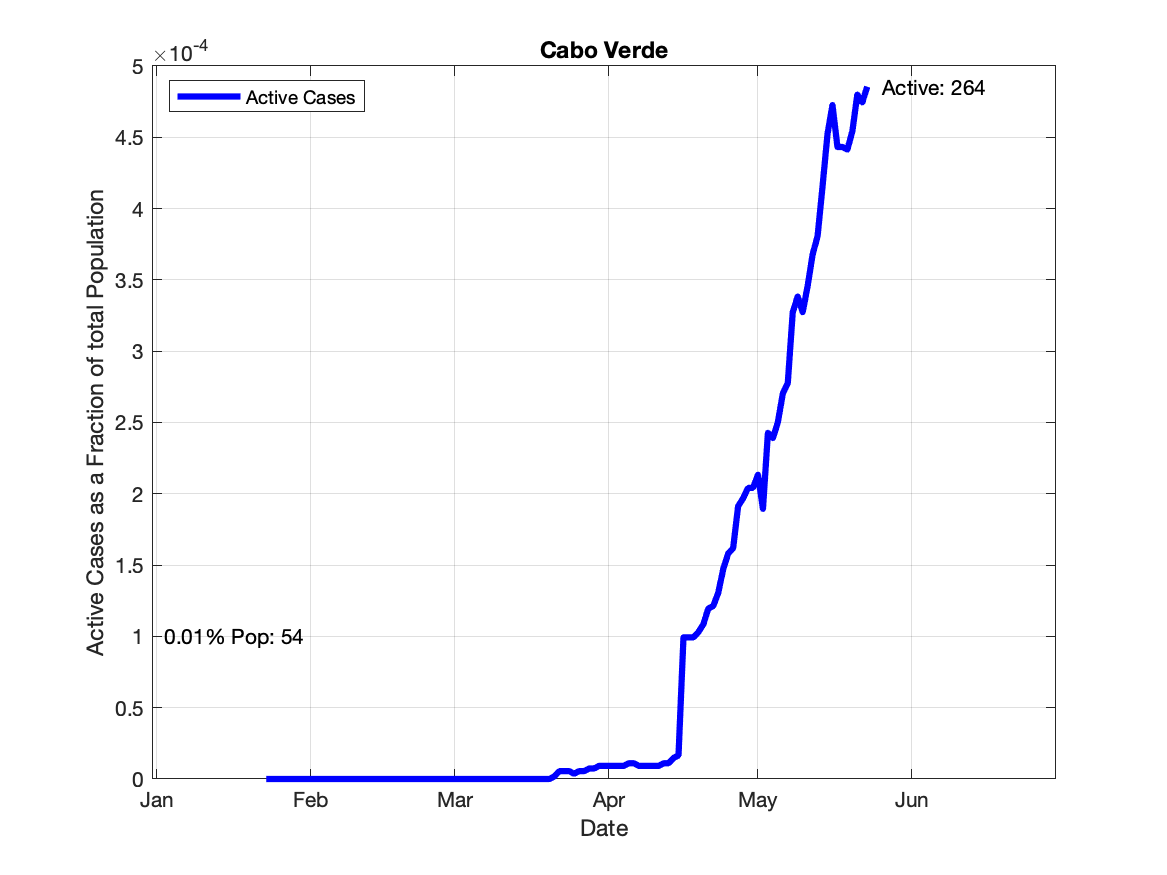 Cabo Verde
×10-4
5
4.5
4
3.5
3
2.5
2
1.5
1
0.5
0
Active Cases as a Fraction of total Population
Active Cases
Active: 264
0.01% Pop: 54
Jan Feb Mar Apr May Jun
Date